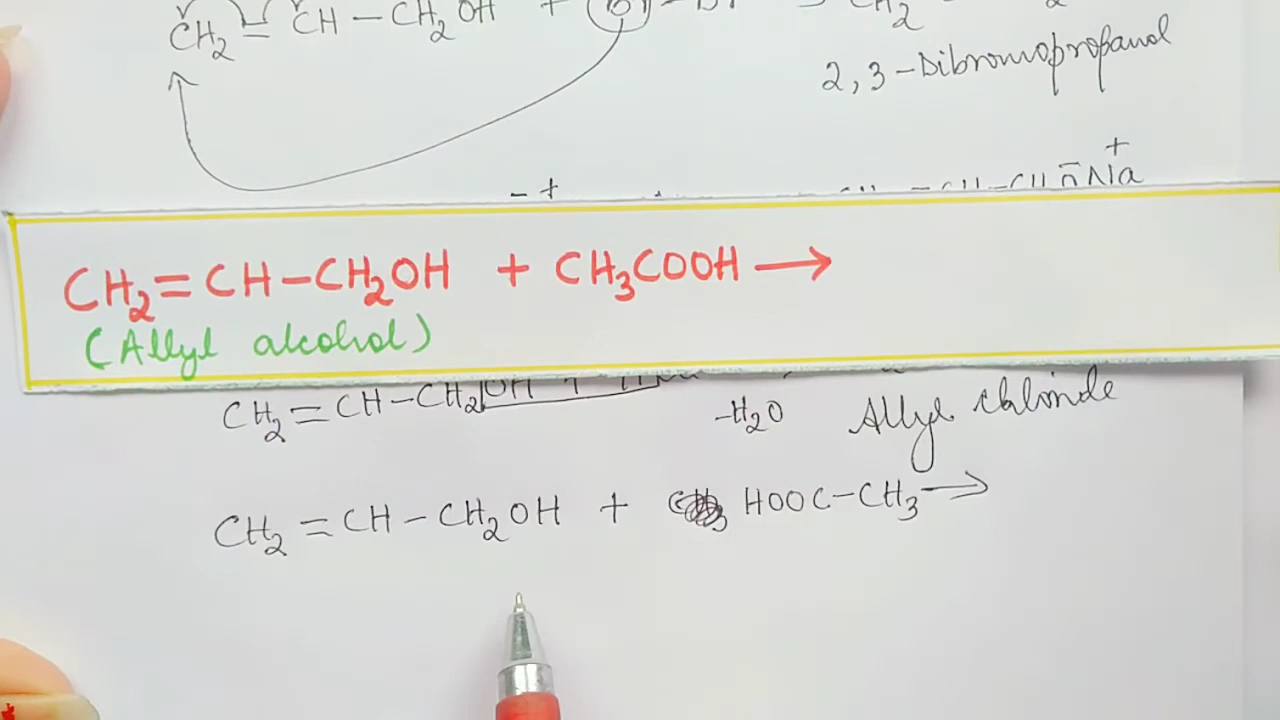 CH₂ = CH – CH₂OH +
2,3-Dibromopropanol
– +
+
Na
CH₂=CH–CH₂OH + CH₃COOH ⟶
(Allyl alcohol)
CH₂=CH–CH₂OH + -H₂O Allyl chloride
CH₂=CH–CH₂OH + HOOC–CH₃ ⟶